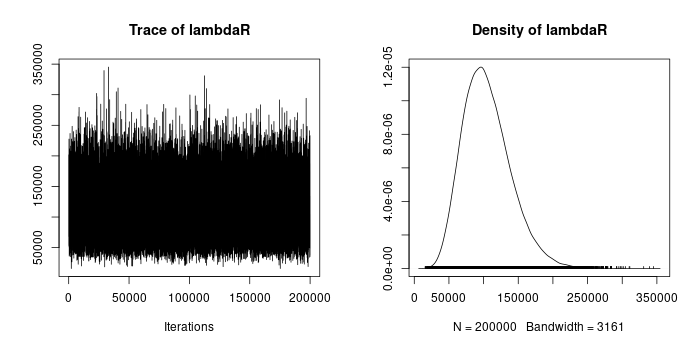 Trace of lambdaR
350000
250000
150000
50000
0
50000
100000
150000
200000
Iterations
Density of lambdaR
1.2e-05
8.0e-06
4.0e-06
0.0e+00
0
50000
150000
250000
350000
N = 200000 Bandwidth = 3161